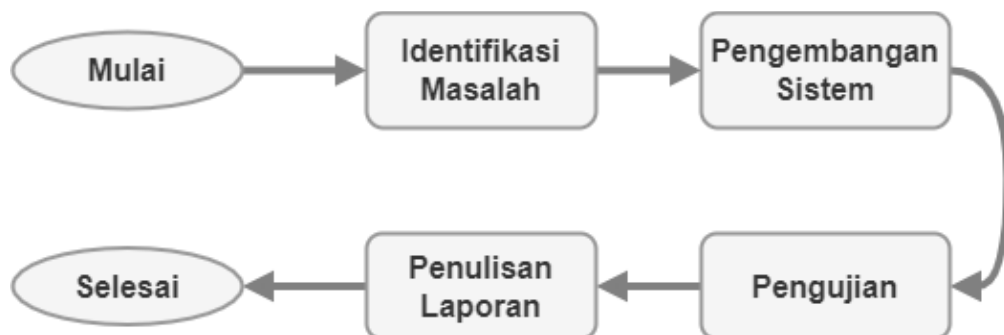 Mulai
Identifikasi
Masalah
Pengembangan
Sistem
Pengujian
Penulisan
Laporan
Selesai